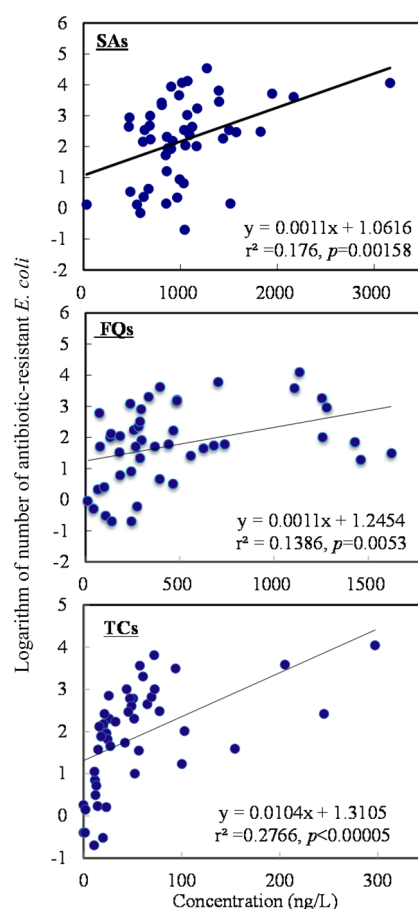 SAs
6
5
4
3
2
1
0
-1
-2
y = 0.0011x + 1.0616
r² =0.176, p=0.00158
0 1000 2000 3000
Logarithm of number of antibiotic-resistant E. coli
FQs
6
5
4
3
2
1
0
-1
-2
y = 0.0011x + 1.2454
r² = 0.1386, p=0.0053
0 500 1000 1500
TCs
5
4
3
2
1
0
-1
y = 0.0104x + 1.3105
r² =0.2766, p<0.00005
0 100 200 300
Concentration (ng/L)